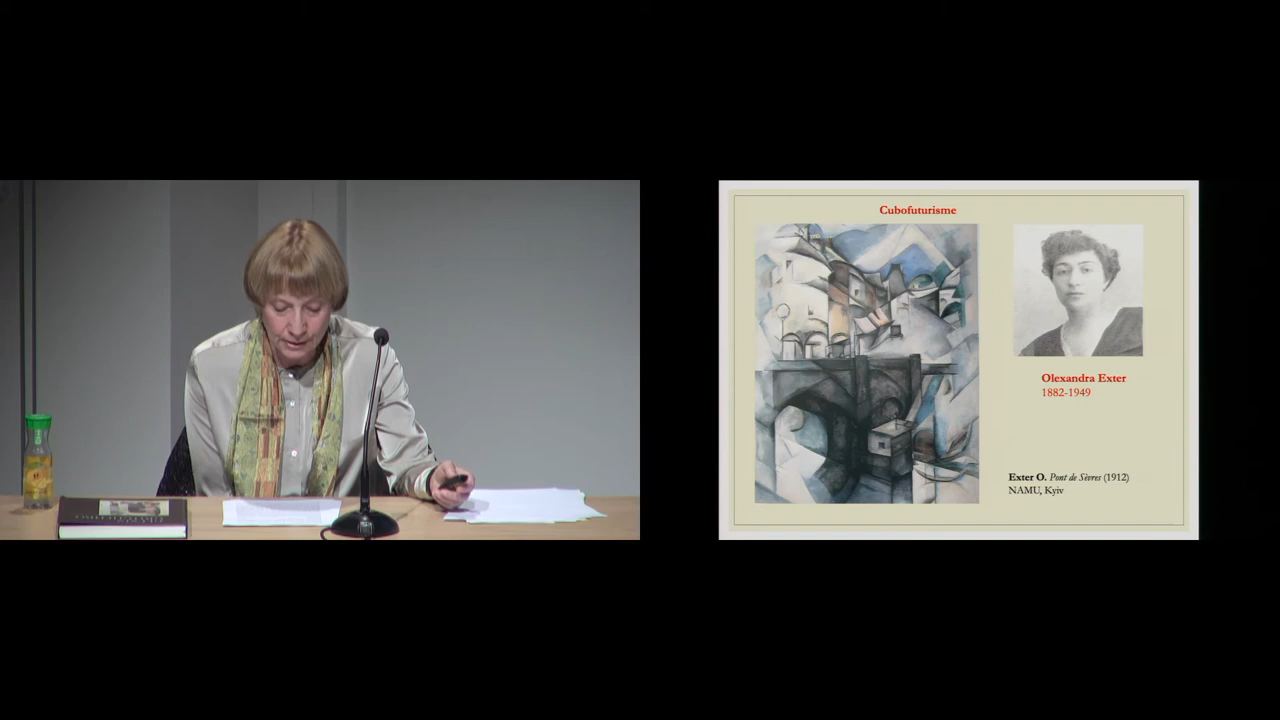 Cubofuturisme
Olexandra Exter
1882-1949
Exter O. Pont de Sèvres (1912)
NAMU, Kyiv